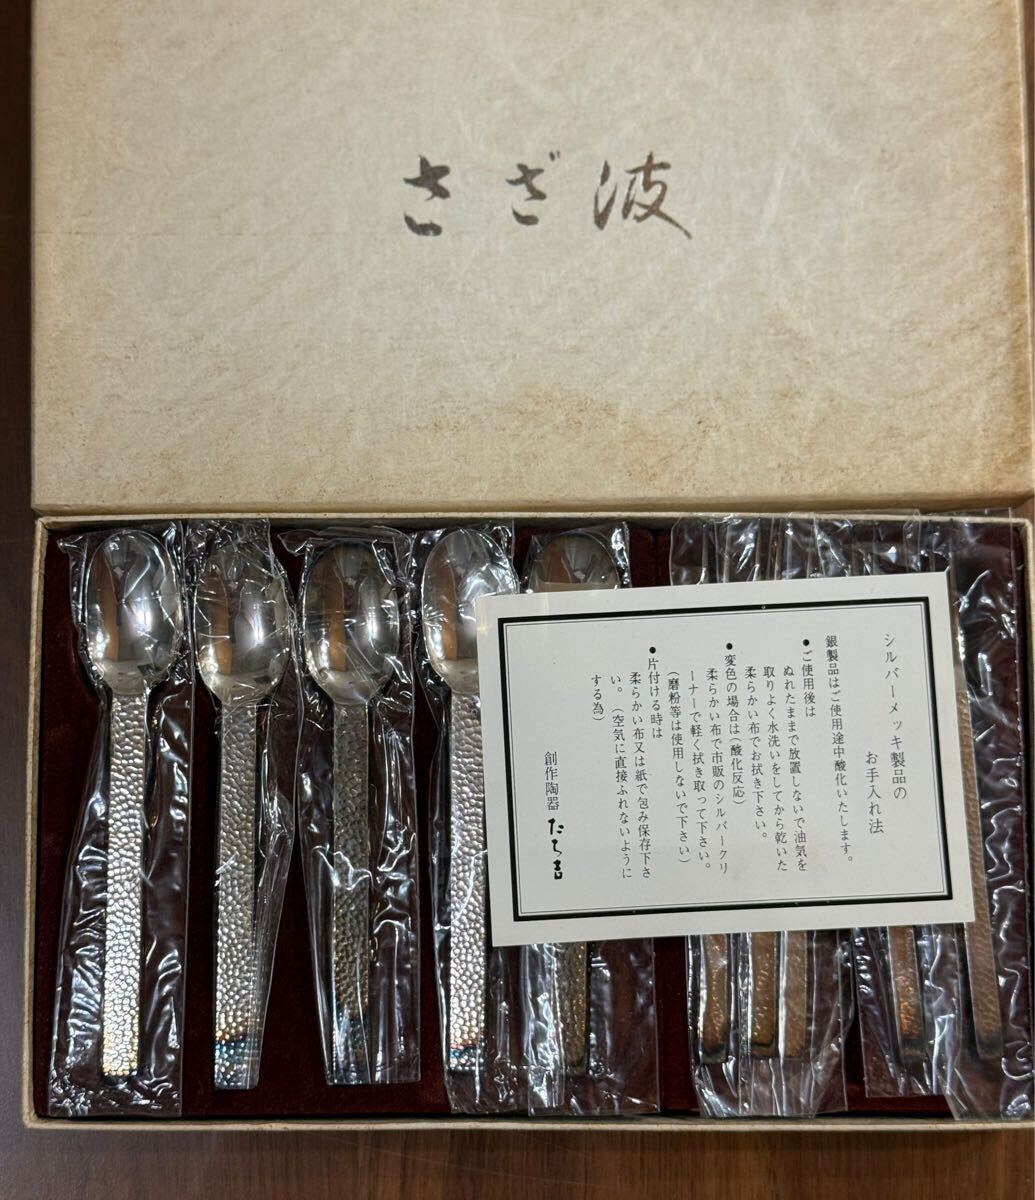 さざ波
シルバーメッキ製品の
お手入れ法
銀製品はご使用途中酸化いたします。
●ご使用後は
ぬれたままで放置しないで油気を
取りよく水洗いをしてから乾いた
柔らかい布でお拭き下さい。
●変色の場合は(酸化反応)
柔らかい布で市販のシルバークリ
ーナーで軽く拭き取って下さい。
(磨粉等は使用しないで下さい)
●片付ける時は
柔らかい布又は紙で包み保存下さ
い。(空気に直接ふれないように
する為)
創作陶器 たち吉